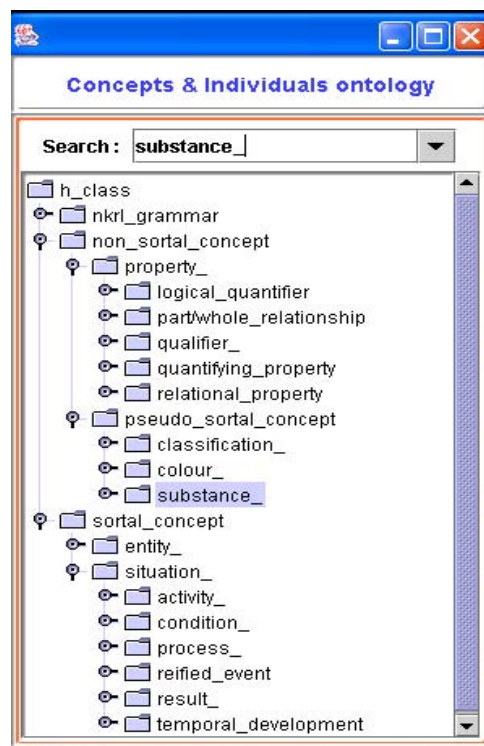 Concepts & Individuals ontology
Search : substance_
h_class
nkrl_grammar
non_sortal_concept
property_
logical_quantifier
part/whole_relationship
qualifier_
quantifying_property
relational_property
pseudo_sortal_concept
classification_
colour_
substance_
sortal_concept
entity_
situation_
activity_
condition_
process_
reified_event
result_
temporal_development